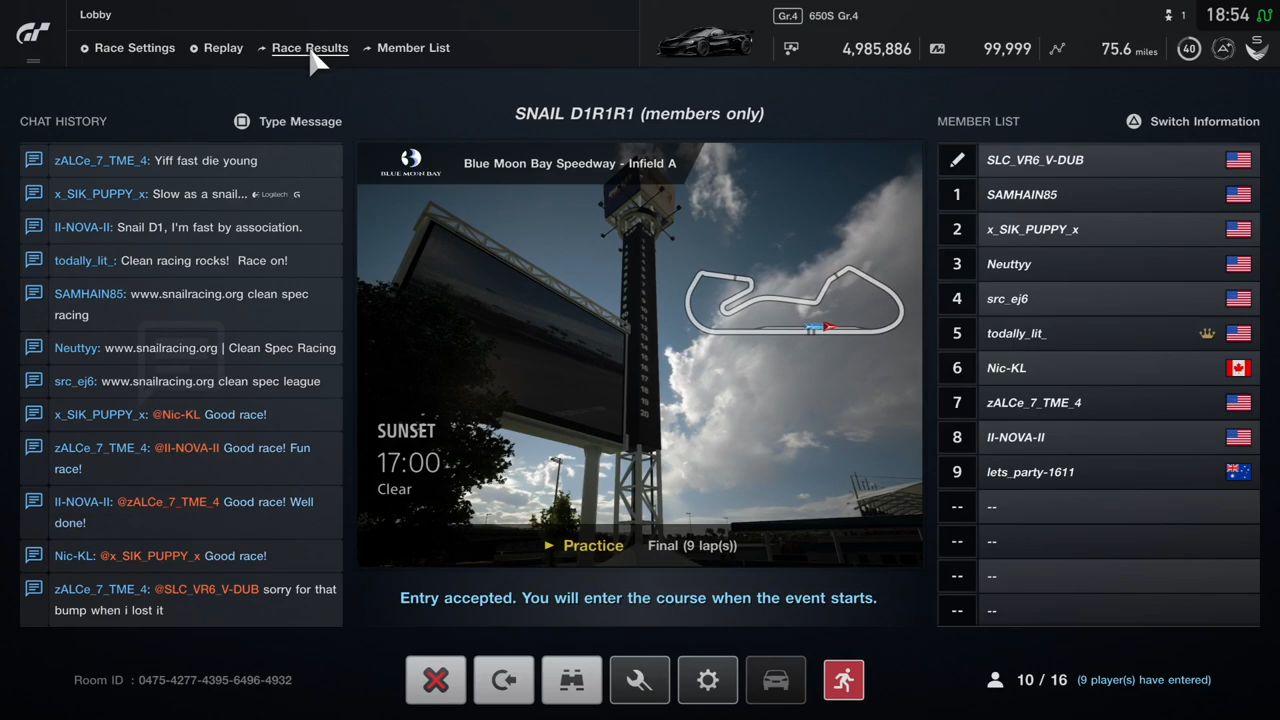 Lobby
Race Settings
Replay
Race Results
Member List
Gr.4
650S Gr.4
1
18:54
4,985,886
99,999
75.6 miles
40
S
CHAT HISTORY
Type Message
zALCe_7_TME_4: Yiff fast die young
x_SIK_PUPPY_x: Slow as a snail... Logitech G
II-NOVA-II: Snail D1, I'm fast by association.
todally_lit_: Clean racing rocks! Race on!
SAMHAIN85: www.snailracing.org clean spec
racing
Neuttyy: www.snailracing.org | Clean Spec Racing
src_ej6: www.snailracing.org clean spec league
x_SIK_PUPPY_x: @Nic-KL Good race!
zALCe_7_TME_4: @II-NOVA-II Good race! Fun
race!
II-NOVA-II: @zALCe_7_TME_4 Good race! Well
done!
Nic-KL: @x_SIK_PUPPY_x Good race!
zALCe_7_TME_4: @SLC_VR6_V-DUB sorry for that
bump when i lost it
SNAIL D1R1R1 (members only)
BLUE MOON BAY
Blue Moon Bay Speedway - Infield A
SUNSET
17:00
Clear
Practice
Final (9 lap(s))
Entry accepted. You will enter the course when the event starts.
MEMBER LIST
Switch Information
SLC_VR6_V-DUB
1 SAMHAIN85
2 x_SIK_PUPPY_x
3 Neuttyy
4 src_ej6
5 todally_lit_
6 Nic-KL
7 zALCe_7_TME_4
8 II-NOVA-II
9 lets_party-1611
-- --
-- --
-- --
-- --
Room ID : 0475-4277-4395-6496-4932
10 / 16
(9 player(s) have entered)